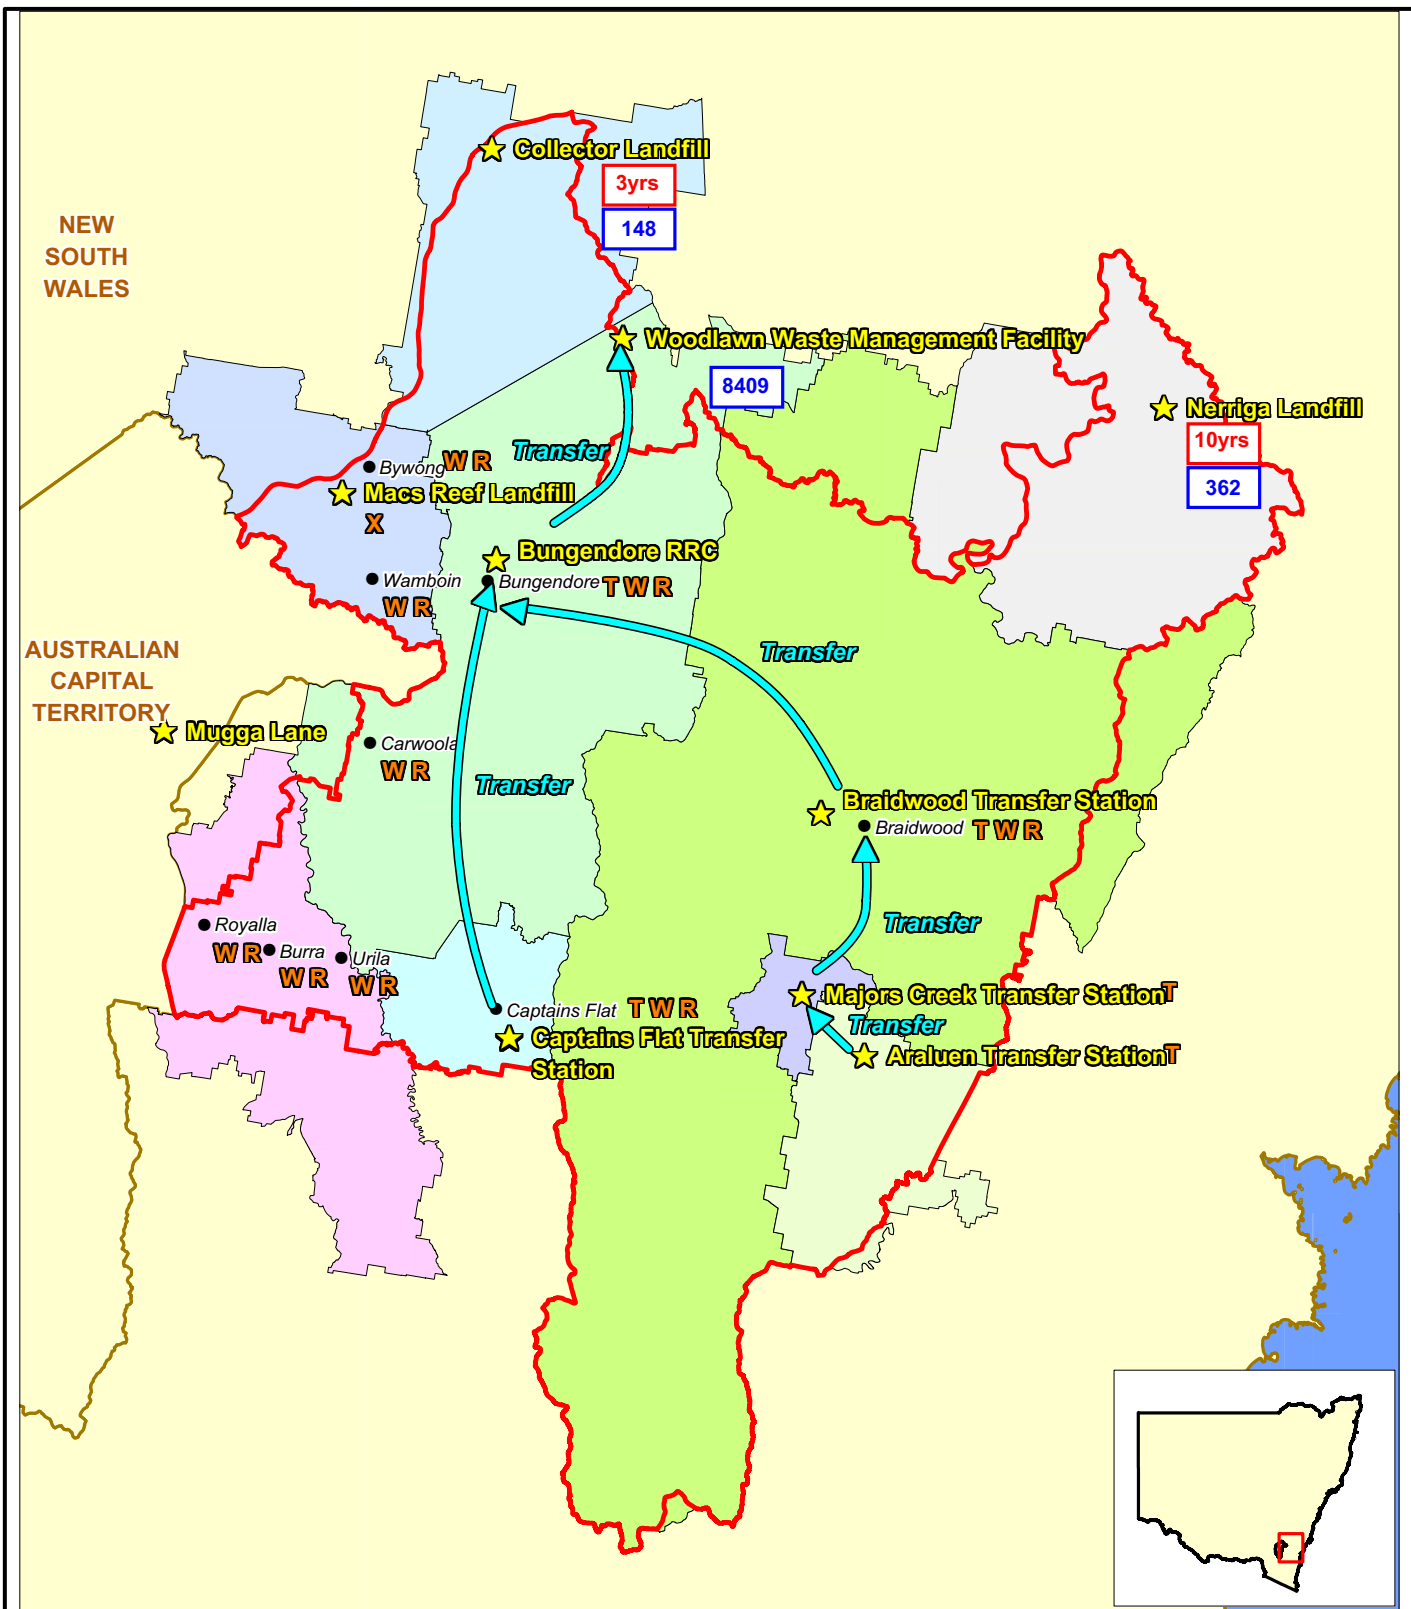 Collector Landfill
3yrs
148
NEW
SOUTH
WALES
Woodlawn Waste Management Facility
8409
Nerriga Landfill
10yrs
362
Transfer
Bywong W R
Macs Reef Landfill
X
Bungendore RRC
Wamboin
W R
Bungendore T W R
AUSTRALIAN
CAPITAL
TERRITORY
Transfer
Mugga Lane
Carwoola
W R
Transfer
Braidwood Transfer Station
Braidwood T W R
Royalla
W R
Burra
W R
Urila
W R
Transfer
Majors Creek Transfer Station T
Captains Flat T W R
Transfer
Captains Flat Transfer
Station
Araluen Transfer Station T